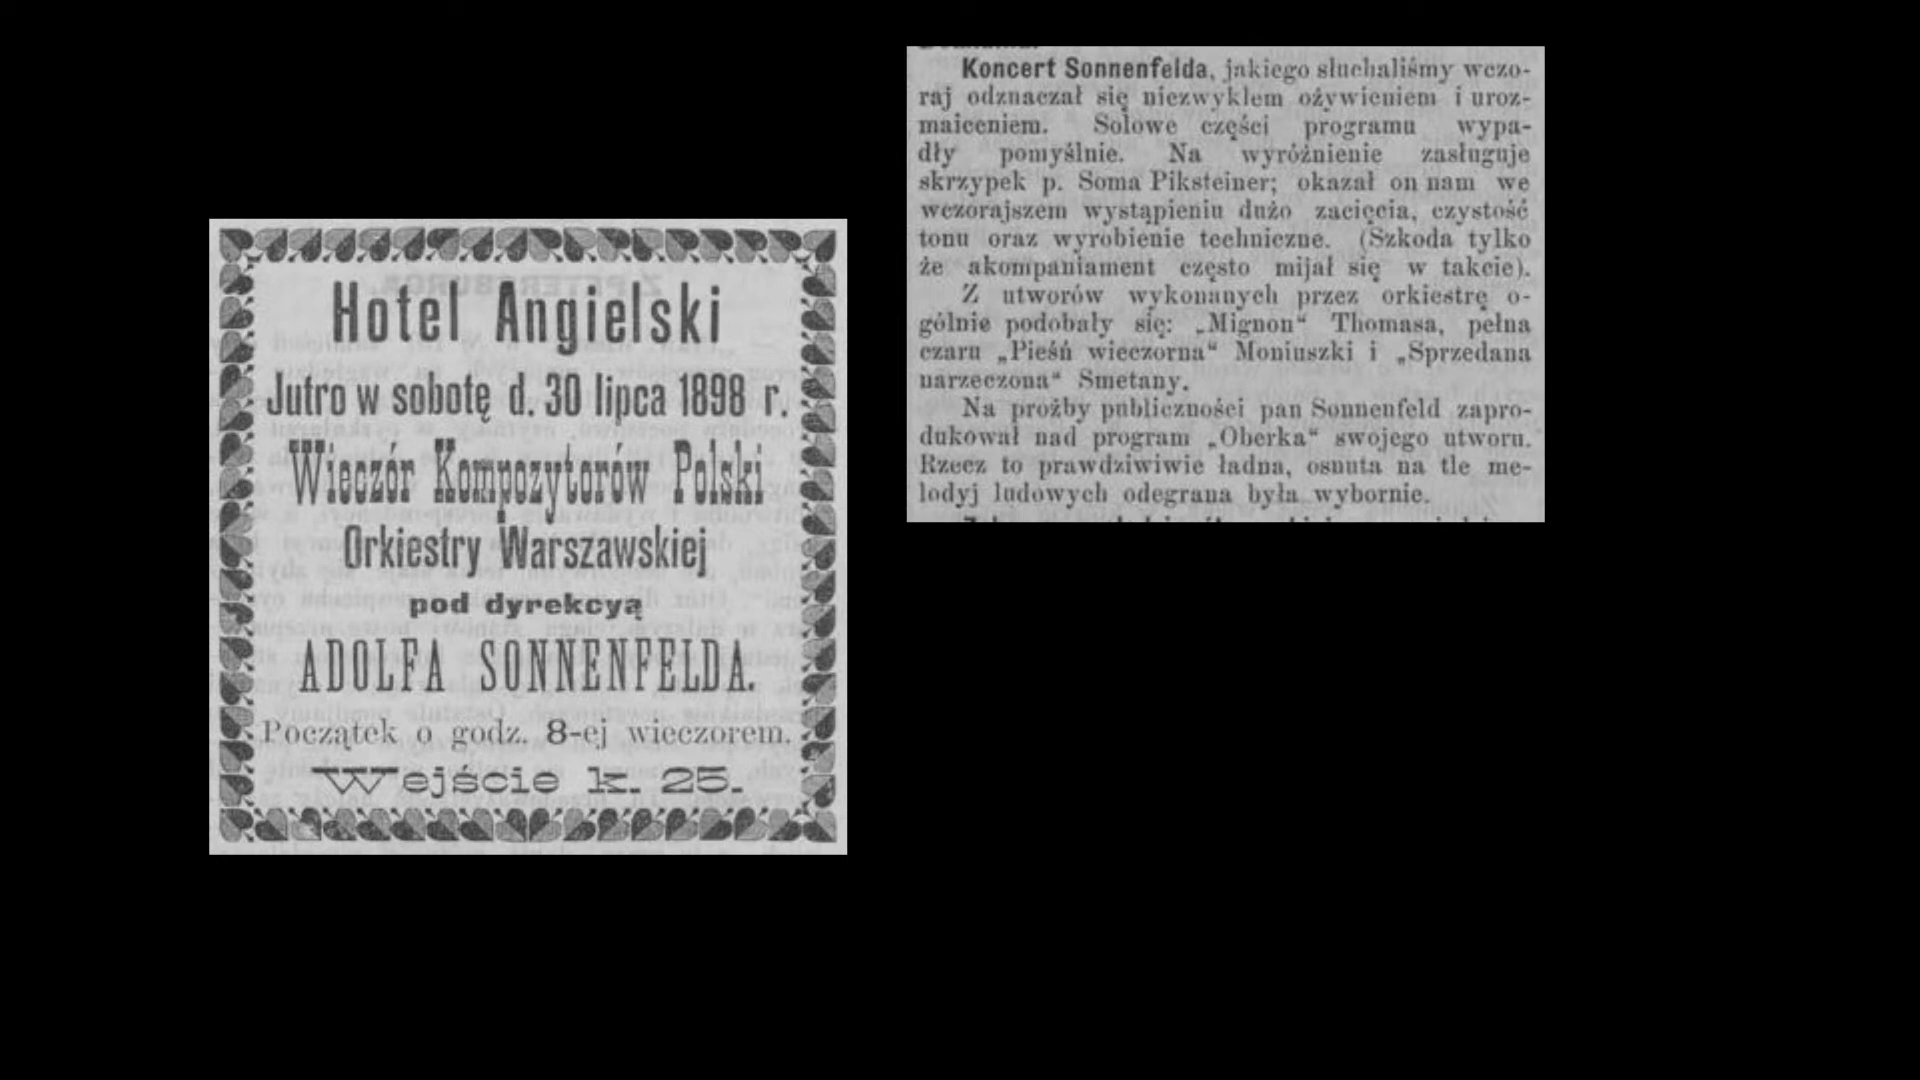 Hotel Angielski
Jutro w sobotę d. 30 lipca 1898 r.
Wieczór Kompozytorów Polski
Orkiestry Warszawskiej
pod dyrekcyą
ADOLFA SONNENFELDA.
Początek o godz. 8-ej wieczorem.
Wejście k. 25.
Koncert Sonnenfelda, jakiego słuchaliśmy wczo-
raj odznaczał się niezwykłem ożywieniem i uroz-
maiceniem. Solowe części programu wypa-
dły pomyślnie. Na wyróżnienie zasługuje
skrzypek p. Soma Piksteiner; okazał on nam we
wczorajszem wystąpieniu dużo zacięcia, czystość
tonu oraz wyrobienie techniczne. (Szkoda tylko
że akompaniament często mijał się w takcie).
Z utworów wykonanych przez orkiestrę o-
gólnie podobały się: „Mignon“ Thomasa, pełna
czaru „Pieśń wieczorna“ Moniuszki i „Sprzedana
narzeczona“ Smetany.
Na prożby publiczności pan Sonnenfeld zapro-
dukował nad program „Oberka“ swojego utworu.
Rzecz to prawdziwiwie ładna, osnuta na tle me-
lodyj ludowych odegrana była wybornie.